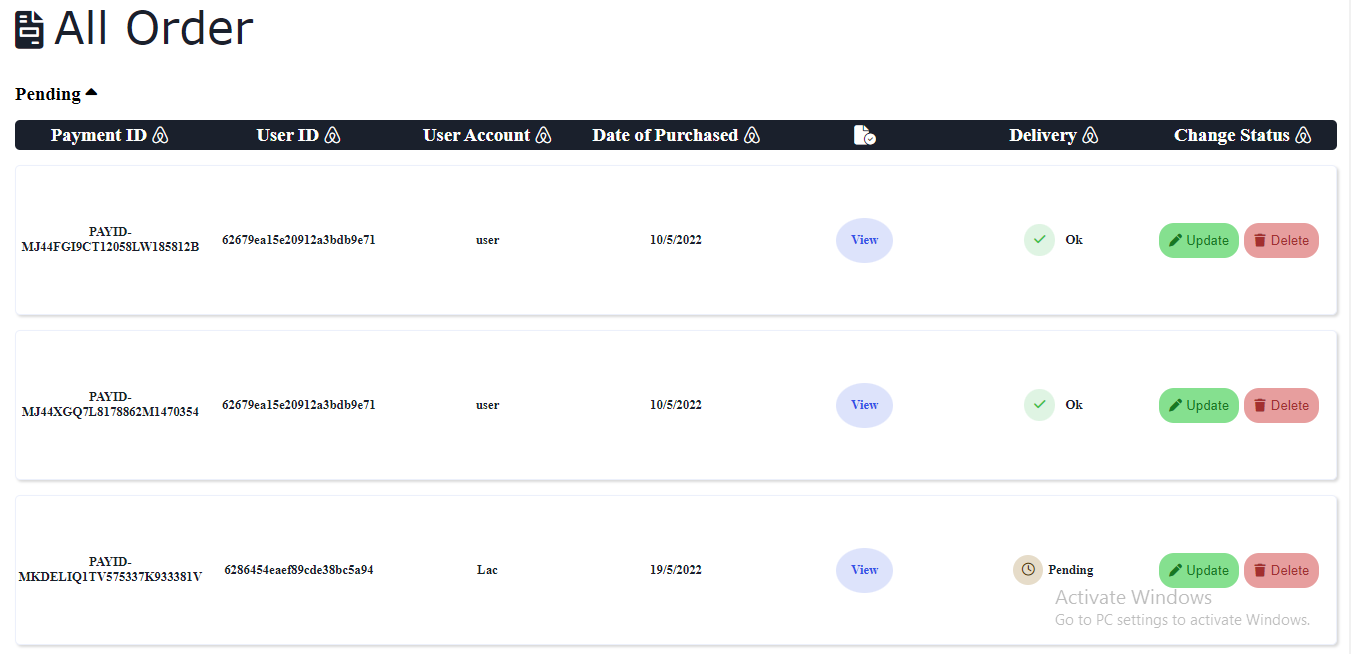 All Order
Pending
Payment ID User ID User Account Date of Purchased Delivery Change Status
PAYID-
MJ44FGI9CT12058LW185812B 62679ea15e20912a3bdb9e71 user 10/5/2022 View Ok Update Delete
PAYID-
MJ44XGQ7L8178862M1470354 62679ea15e20912a3bdb9e71 user 10/5/2022 View Ok Update Delete
PAYID-
MKDELIQ1TV575337K933381V 6286454eaef89cde38bc5a94 Lac 19/5/2022 View Pending Update Delete
Activate Windows
Go to PC settings to activate Windows.